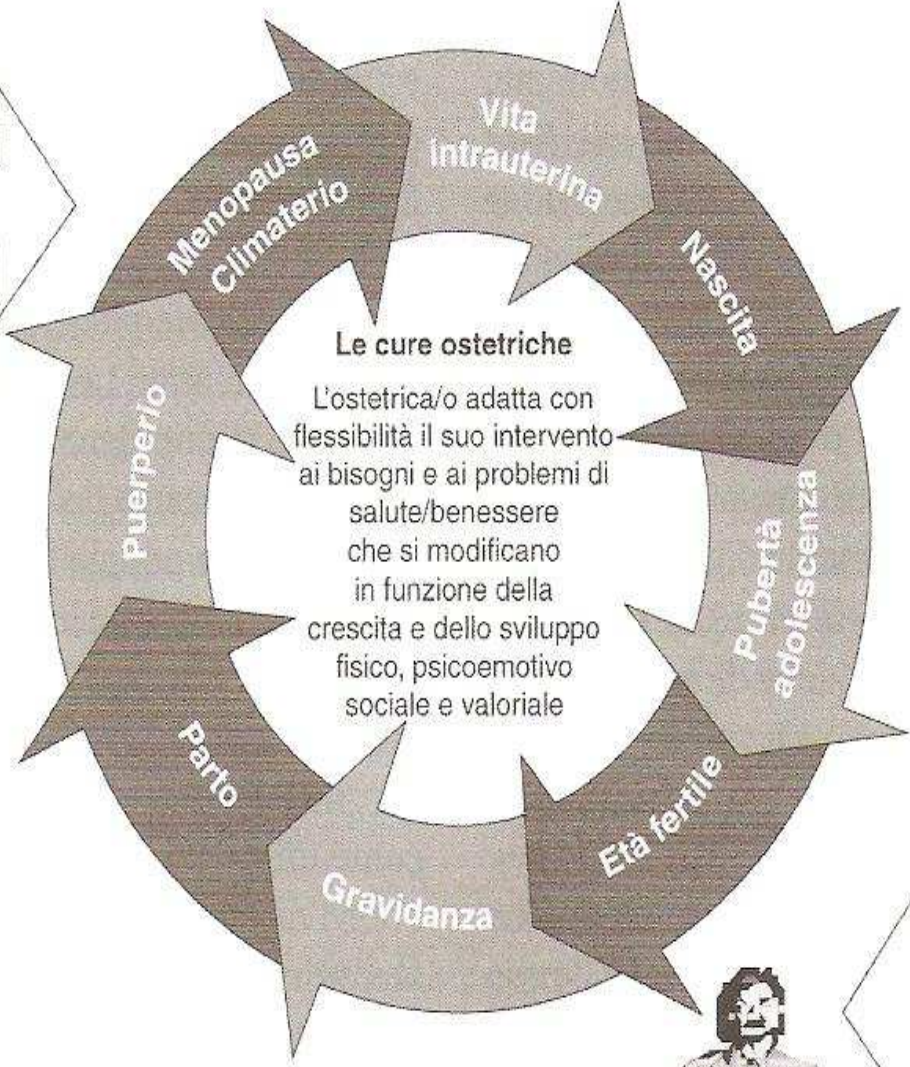 Vita
intrauterina
Nascita
Pubertà
adolescenza
Età fertile
Gravidanza
Parto
Puerperio
Menopausa
Climaterio
Le cure ostetriche
L'ostetrica/o adatta con
flessibilità il suo intervento
ai bisogni e ai problemi di
salute/benessere
che si modificano
in funzione della
crescita e dello sviluppo
fisico, psicoemotivo
sociale e valoriale